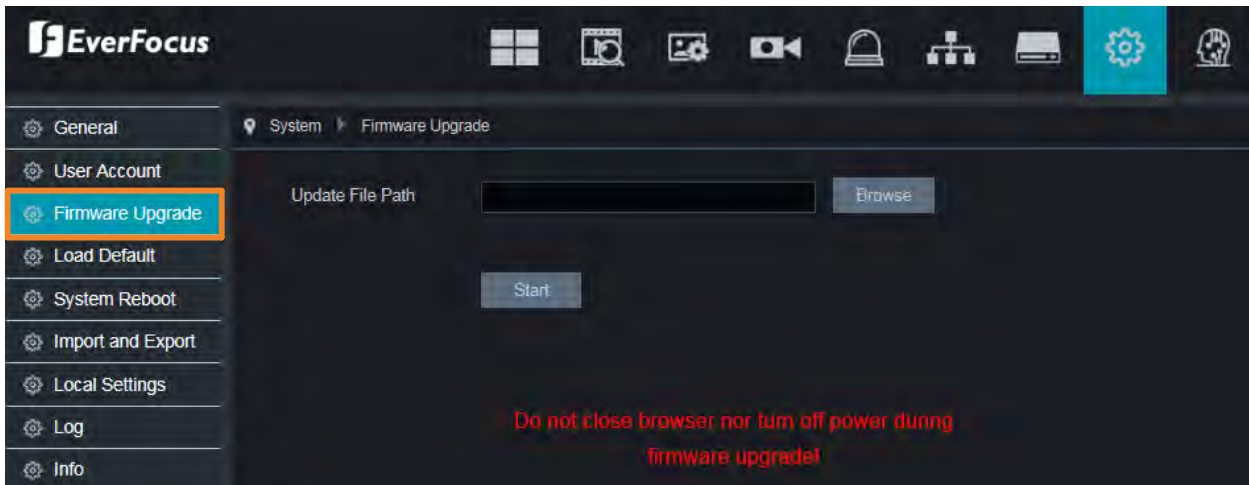 EverFocus
General
User Account
Firmware Upgrade
Load Default
System Reboot
Import and Export
Local Settings
Log
Info
System Firmware Upgrade
Update File Path
Browse
Start
Do not close browser nor turn off power during
firmware upgrade!